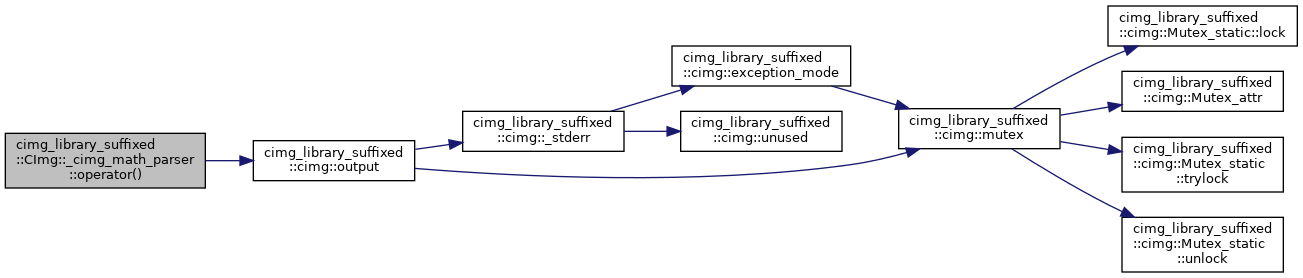 cimg_library_suffixed
::CImg::_cimg_math_parser
::operator()
cimg_library_suffixed
::cimg::output
cimg_library_suffixed
::cimg::_stderr
cimg_library_suffixed
::cimg::exception_mode
cimg_library_suffixed
::cimg::unused
cimg_library_suffixed
::cimg::mutex
cimg_library_suffixed
::cimg::Mutex_static::lock
cimg_library_suffixed
::cimg::Mutex_attr
cimg_library_suffixed
::cimg::Mutex_static
::trylock
cimg_library_suffixed
::cimg::Mutex_static
::unlock